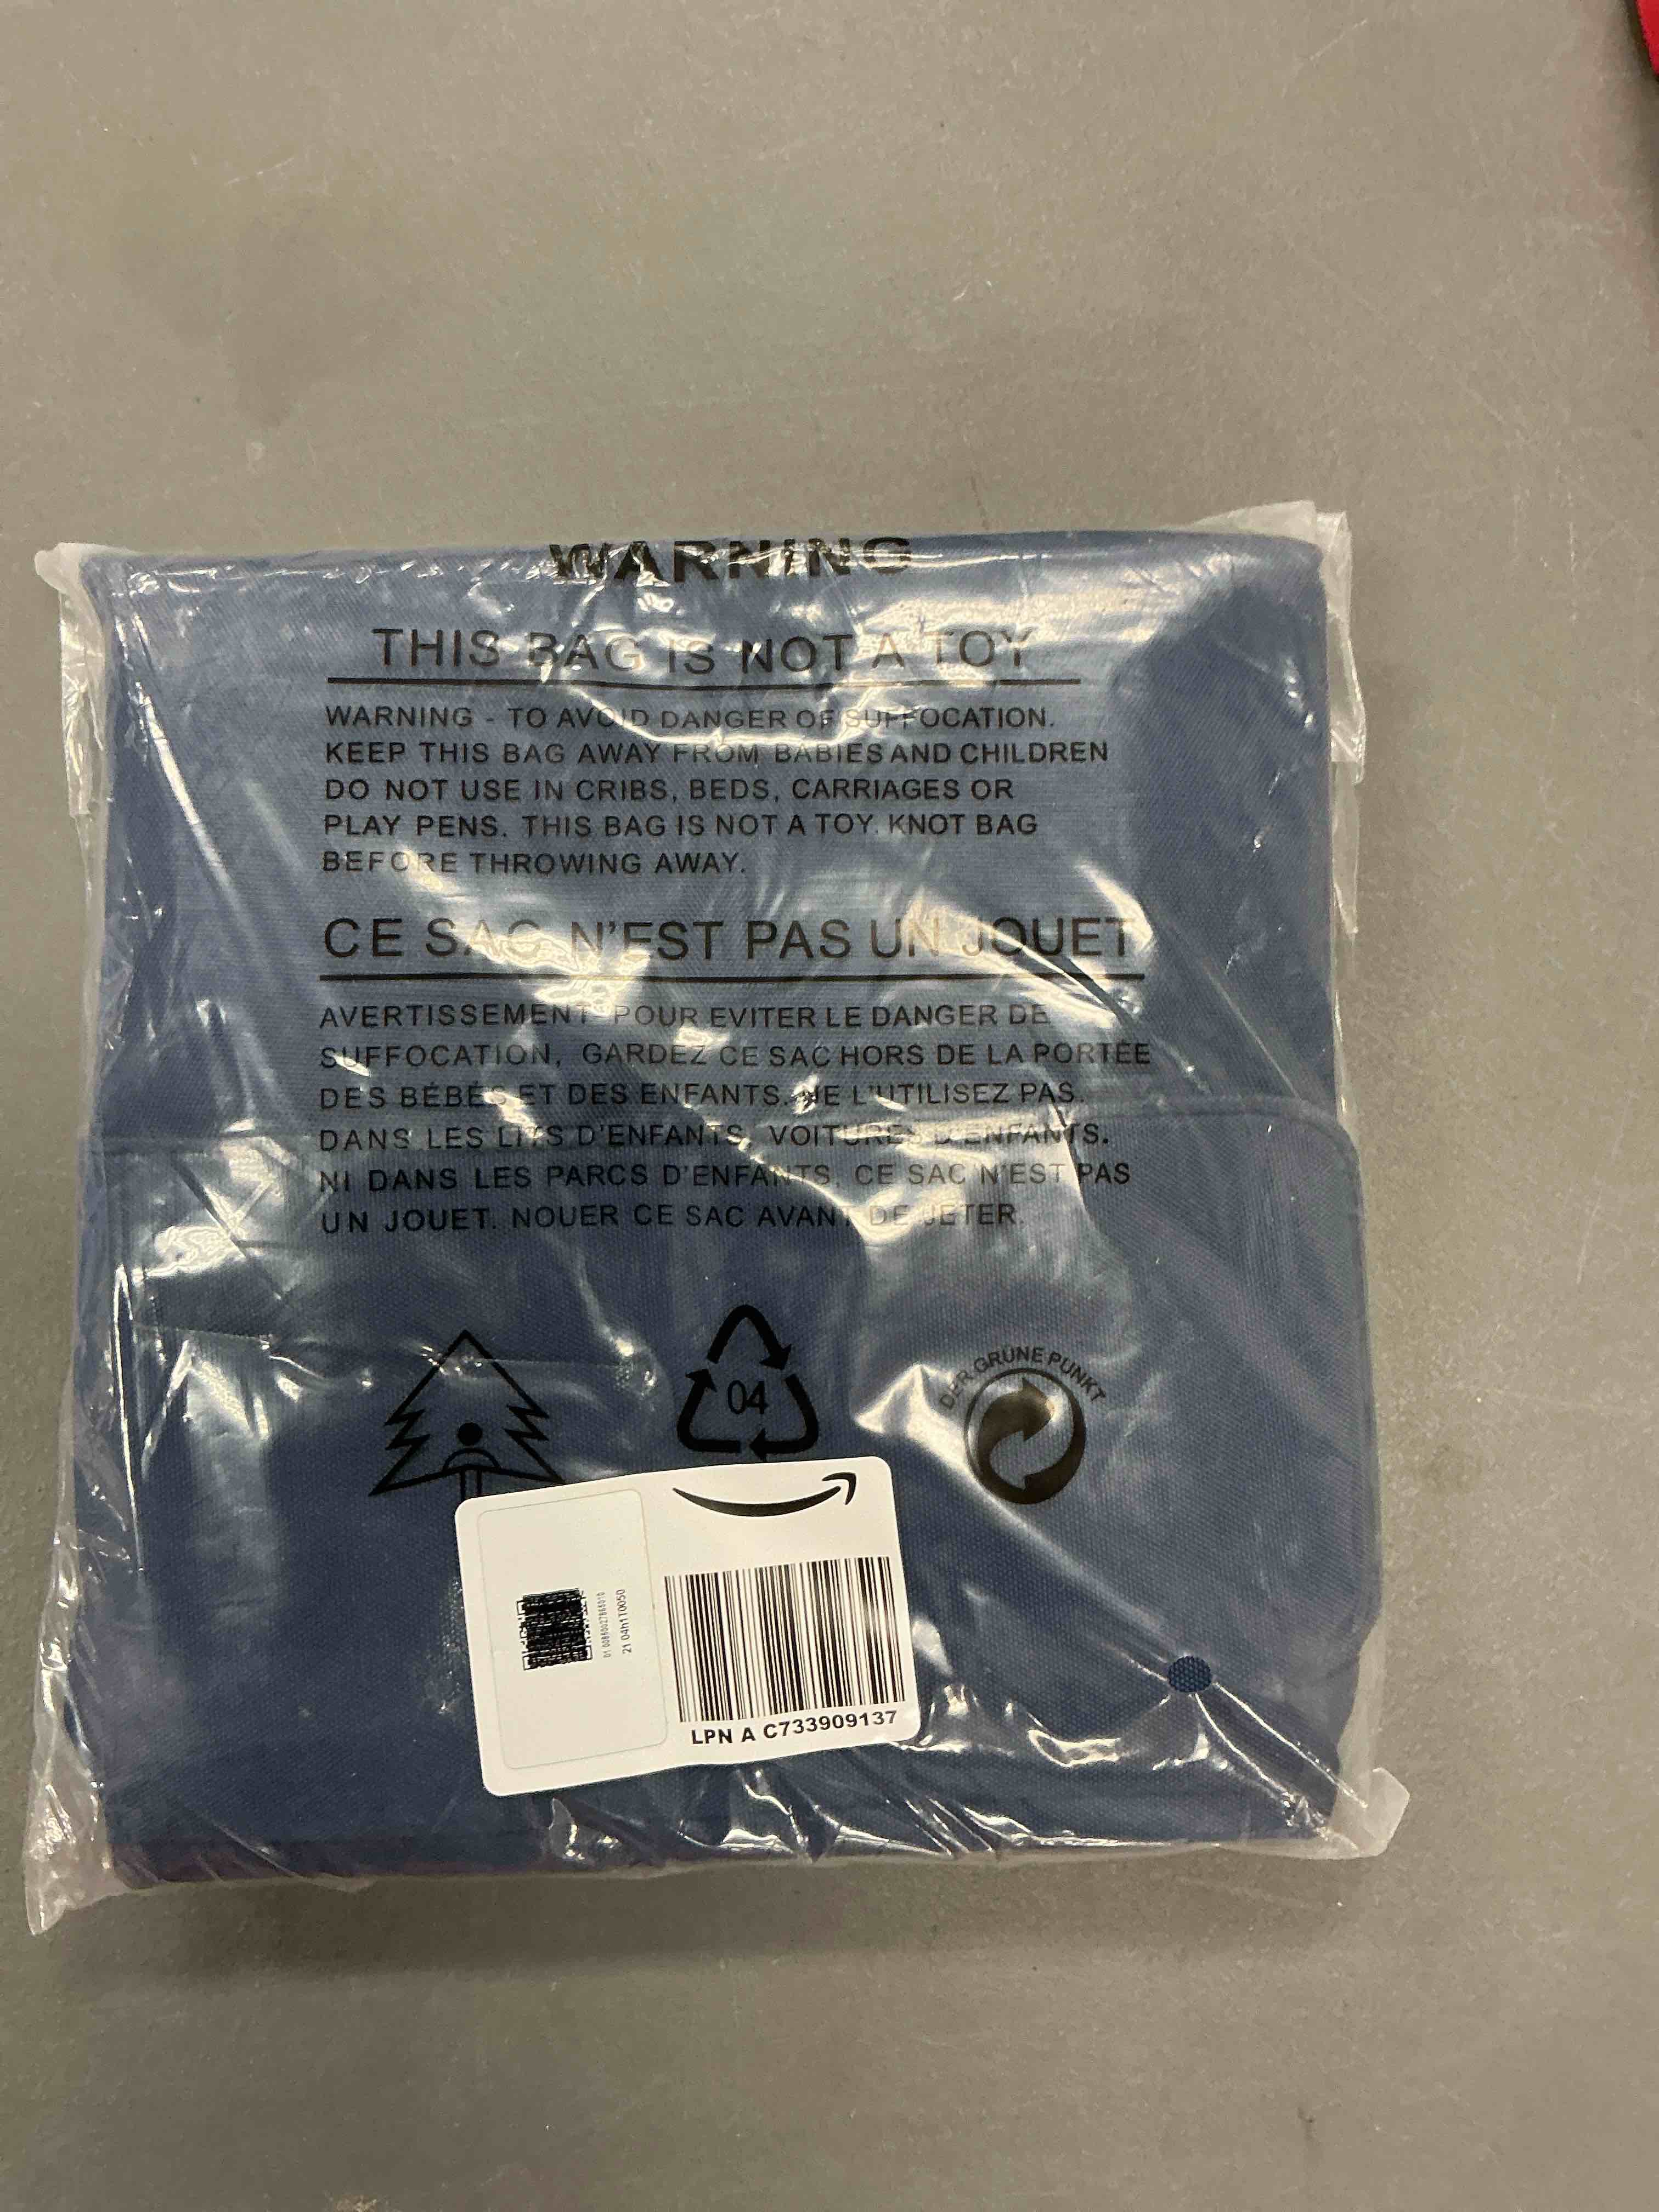 WARNING
THIS BAG IS NOT A TOY
WARNING - TO AVOID DANGER OF SUFFOCATION.
KEEP THIS BAG AWAY FROM BABIES AND CHILDREN
DO NOT USE IN CRIBS, BEDS, CARRIAGES OR
PLAY PENS. THIS BAG IS NOT A TOY. KNOT BAG
BEFORE THROWING AWAY.
CE SAC N'EST PAS UN JOUET
AVERTISSEMENT- POUR EVITER LE DANGER DE
SUFFOCATION, GARDEZ CE SAC HORS DE LA PORTÉE
DES BÉBÉS ET DES ENFANTS. NE L'UTILISEZ PAS.
DANS LES LITS D'ENFANTS, VOITURES D'ENFANTS.
NI DANS LES PARCS D'ENFANTS, CE SAC N'EST PAS
UN JOUET. NOUER CE SAC AVANT DE JETER.
04
DER GRÜNE PUNKT
21 04h1T0050
LPN A C733909137